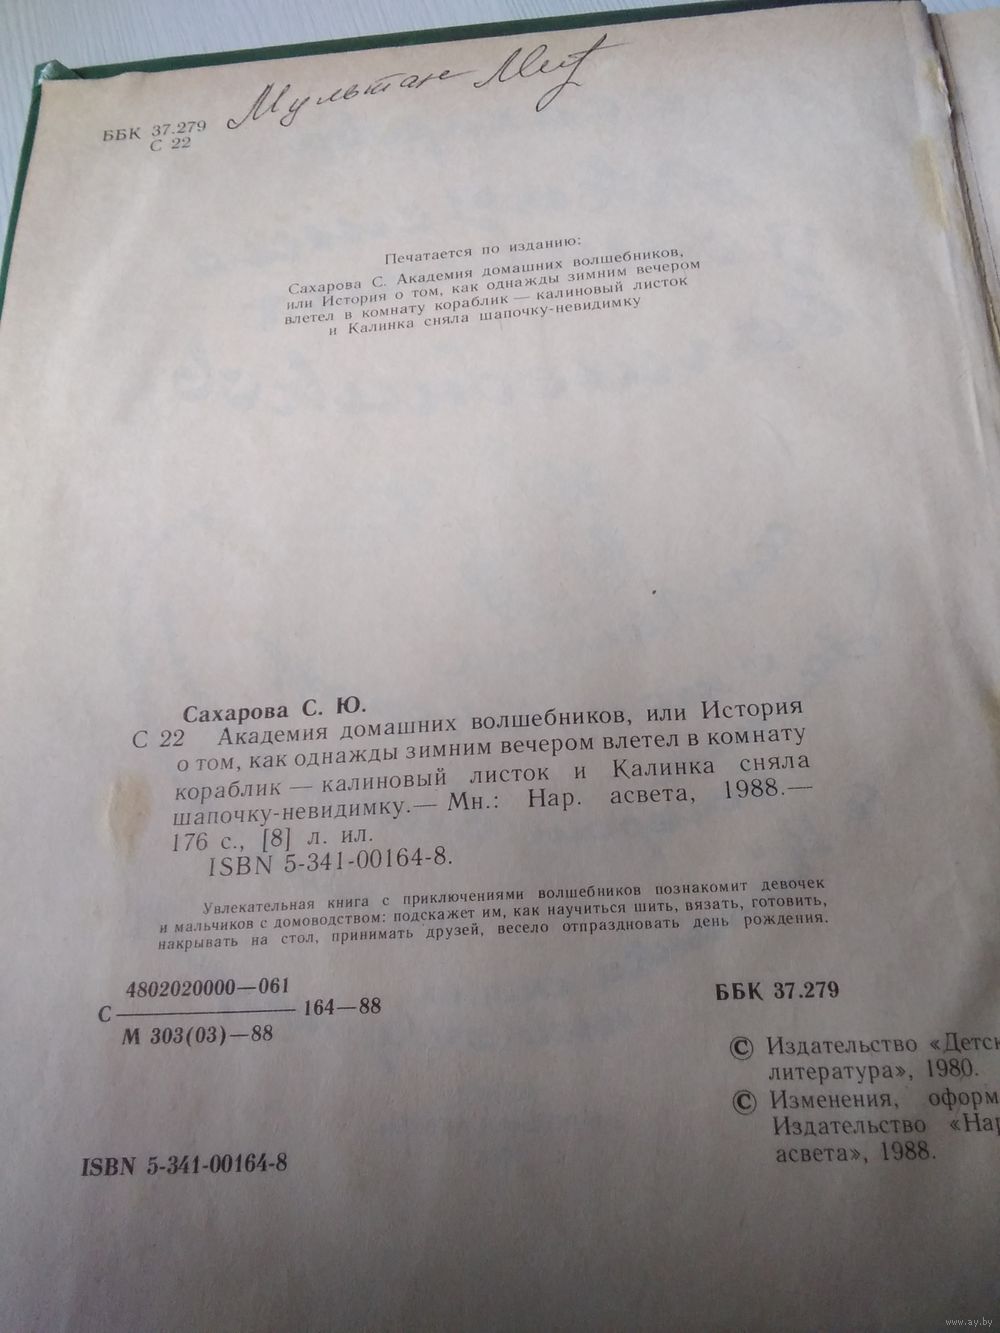 Мультан
ББК 37.279
С 22
Печатается по изданию:
Сахарова С. Академия домашних волшебников,
или История о том, как однажды зимним вечером
влетел в комнату кораблик — калиновый листок
и Калинка сняла шапочку-невидимку
Сахарова С. Ю.
С 22 Академия домашних волшебников, или История
о том, как однажды зимним вечером влетел в комнату
кораблик — калиновый листок и Калинка сняла
шапочку-невидимку.— Мн.: Нар. асвета, 1988.—
176 с., [8] л. ил.
ISBN 5-341-00164-8.
Увлекательная книга с приключениями волшебников познакомит девочек
и мальчиков с домоводством: подскажет им, как научиться шить, вязать, готовить,
накрывать на стол, принимать друзей, весело отпраздновать день рождения.
4802020000—061
С 164—88
М 303(03)—88
ББК 37.279
© Издательство «Детск
литература», 1980.
© Изменения, оформ
Издательство «Нар
асвета», 1988.
ISBN 5-341-00164-8
www.ay.by